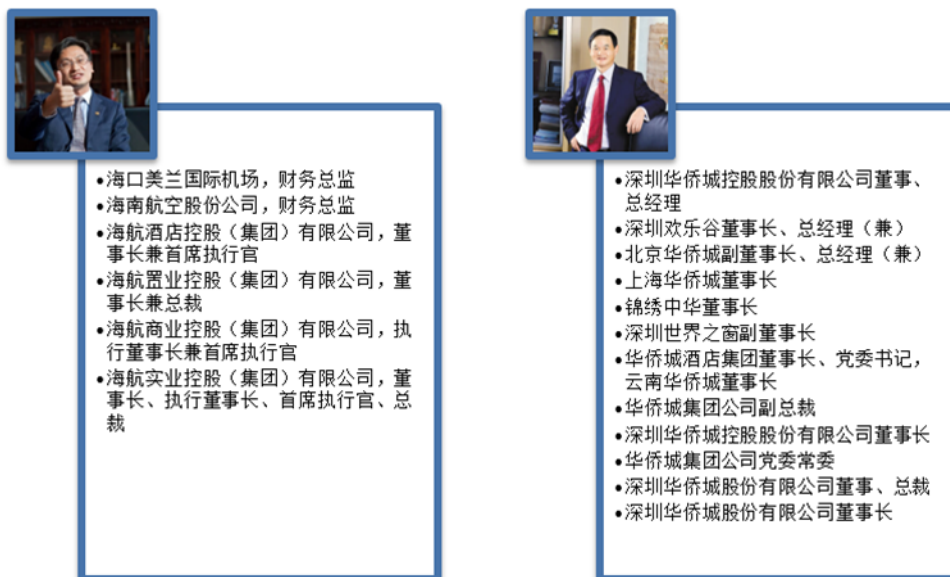 •海口美兰国际机场，财务总监
•海南航空股份公司，财务总监
•海航酒店控股（集团）有限公司，董
事长兼首席执行官
•海航置业控股（集团）有限公司，董
事长兼总裁
•海航商业控股（集团）有限公司，执
行董事长兼首席执行官
•海航实业控股（集团）有限公司，董
事长、执行董事长、首席执行官、总
裁
•深圳华侨城控股股份有限公司董事、
总经理
•深圳欢乐谷董事长、总经理（兼）
•北京华侨城副董事长、总经理（兼）
•上海华侨城董事长
•锦绣中华董事长
•深圳世界之窗副董事长
•华侨城酒店集团董事长、党委书记，
云南华侨城董事长
•华侨城集团公司副总裁
•深圳华侨城控股股份有限公司董事长
•华侨城集团公司党委常委
•深圳华侨城股份有限公司董事、总裁
•深圳华侨城股份有限公司董事长